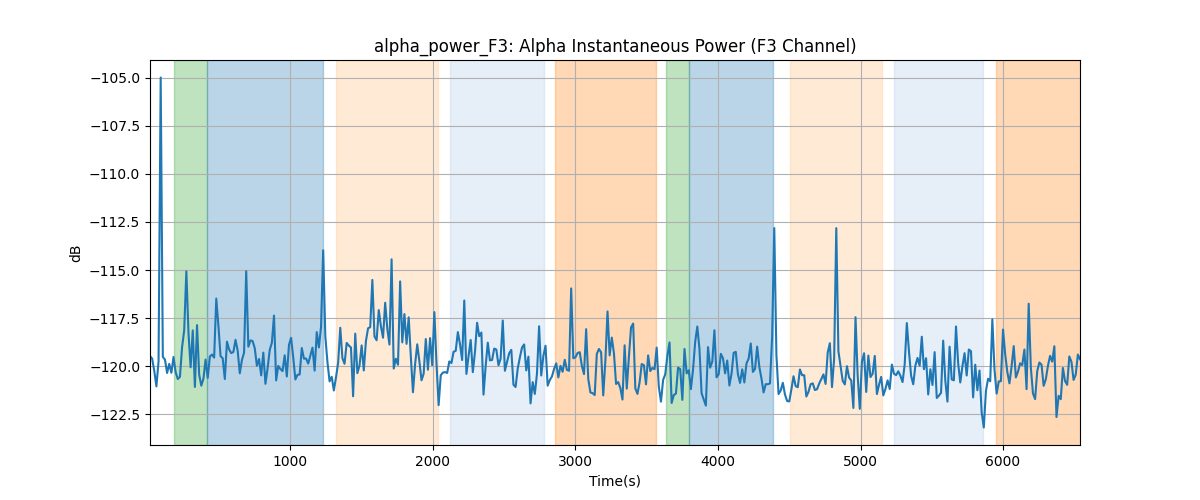 alpha_power_F3: Alpha Instantaneous Power (F3 Channel)
−105.0
−107.5
−110.0
−112.5
−115.0
−117.5
−120.0
−122.5
dB
1000 2000 3000 4000 5000 6000
Time(s)